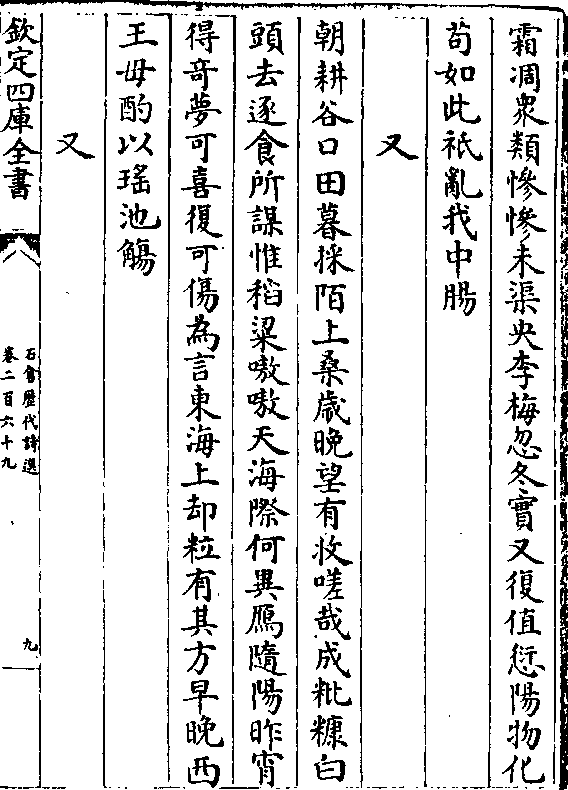 霜凋衆類慘慘未渠央李梅忽冬實又復值愆陽物化
苟如此祇亂我中腸
又
朝耕谷口田暮採陌上桑歲晩望有收嗟哉成粃糠白
頭去逐食所謀惟稻粱嗷嗷天海際何異鴈隨陽昨宵
得竒夢可喜復可傷為言東海上却粒有其方早晩西
王母酌以瑤池觴
又
欽定四庫全書
石倉歷代詩選
卷二百六十九
九